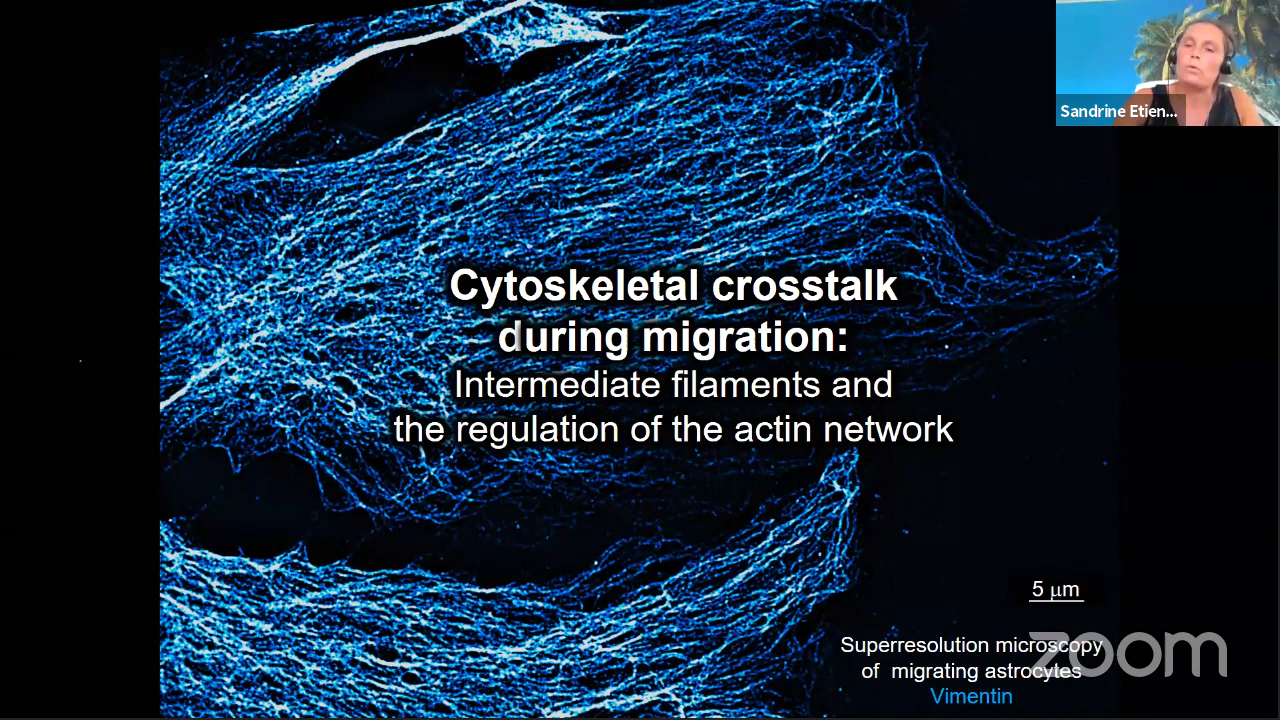 Sandrine Etien...
Cytoskeletal crosstalk
during migration:
Intermediate filaments and
the regulation of the actin network
5 μm
Superresolution microscopy
of migrating astrocytes
Vimentin
zoom